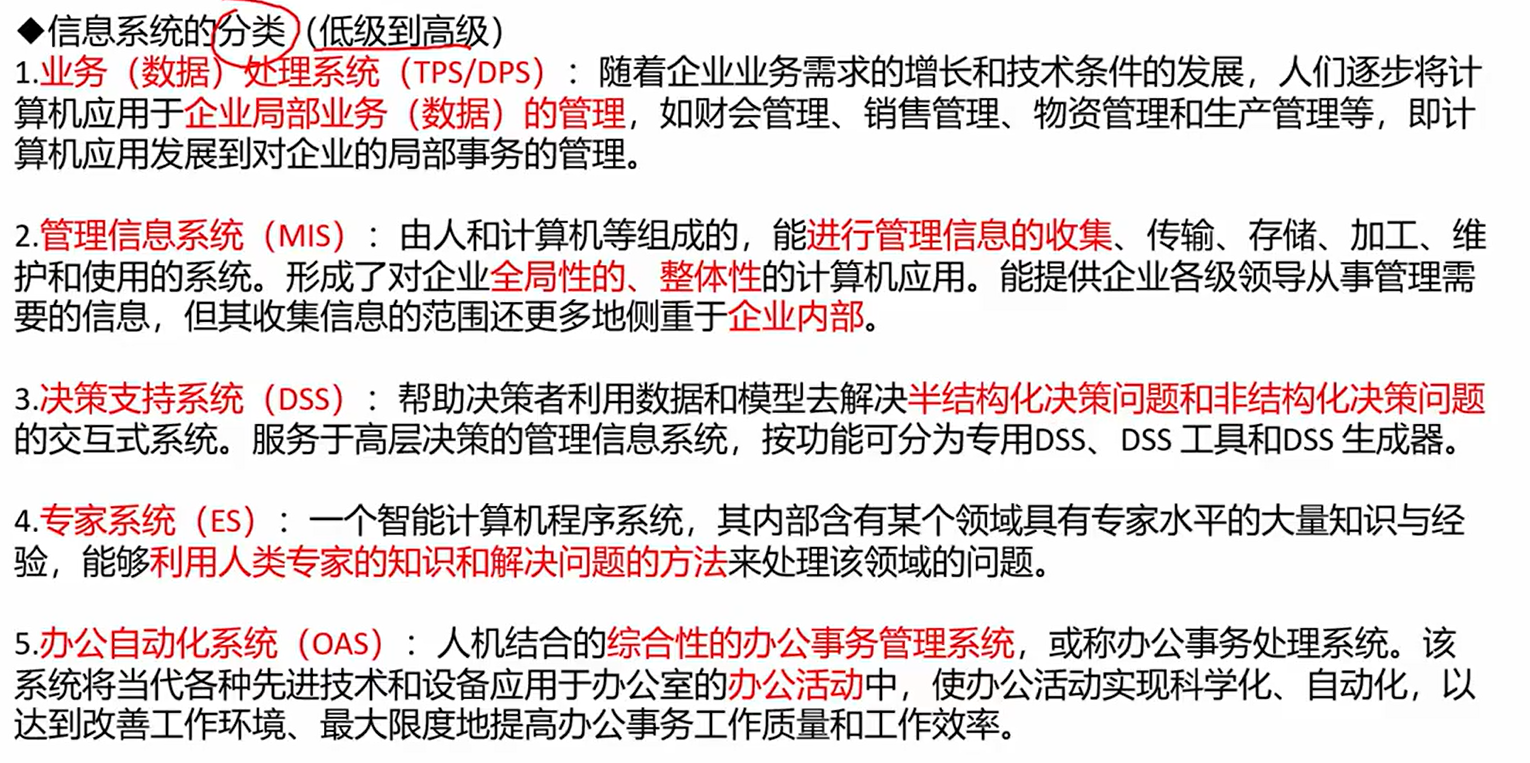 ◆信息系统的分类（低级到高级）
1.业务（数据）处理系统（TPS/DPS）：随着企业业务需求的增长和技术条件的发展，人们逐步将计
算机应用于企业局部业务（数据）的管理，如财会管理、销售管理、物资管理和生产管理等，即计
算机应用发展到对企业的局部事务的管理。
2.管理信息系统（MIS）：由人和计算机等组成的，能进行管理信息的收集、传输、存储、加工、维
护和使用的系统。形成了对企业全局性的、整体性的计算机应用。能提供企业各级领导从事管理需
要的信息，但其收集信息的范围还更多地侧重于企业内部。
3.决策支持系统（DSS）：帮助决策者利用数据和模型去解决半结构化决策问题和非结构化决策问题
的交互式系统。服务于高层决策的管理信息系统，按功能可分为专用DSS、DSS 工具和DSS 生成器。
4.专家系统（ES）：一个智能计算机程序系统，其内部含有某个领域具有专家水平的大量知识与经
验，能够利用人类专家的知识和解决问题的方法来处理该领域的问题。
5.办公自动化系统（OAS）：人机结合的综合性的办公事务管理系统，或称办公事务处理系统。该
系统将当代各种先进技术和设备应用于办公室的办公活动中，使办公活动实现科学化、自动化，以
达到改善工作环境、最大限度地提高办公事务工作质量和工作效率。